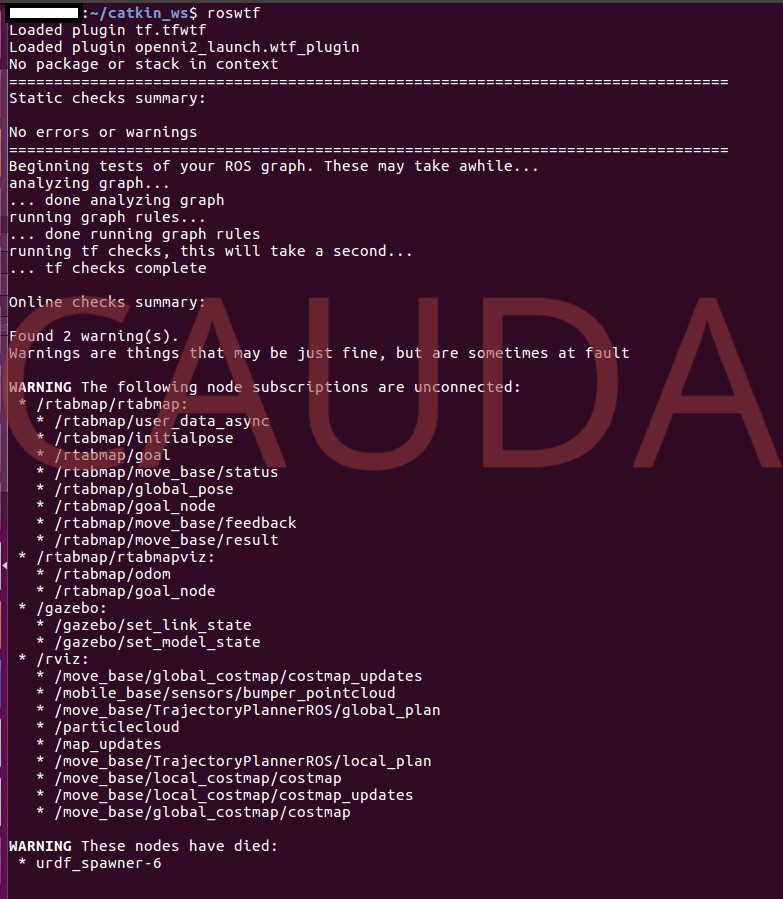 :~/catkin_ws$ roswtf
Loaded plugin tf.tfwtf
Loaded plugin openni2_launch.wtf_plugin
No package or stack in context
================================================================================
Static checks summary:
No errors or warnings
================================================================================
Beginning tests of your ROS graph. These may take awhile...
analyzing graph...
... done analyzing graph
running graph rules...
... done running graph rules
running tf checks, this will take a second...
... tf checks complete
Online checks summary:
Found 2 warning(s).
Warnings are things that may be just fine, but are sometimes at fault
WARNING The following node subscriptions are unconnected:
* /rtabmap/rtabmap:
* /rtabmap/user_data_async
* /rtabmap/initialpose
* /rtabmap/goal
* /rtabmap/move_base/status
* /rtabmap/global_pose
* /rtabmap/goal_node
* /rtabmap/move_base/feedback
* /rtabmap/move_base/result
* /rtabmap/rtabmapviz:
* /rtabmap/odom
* /rtabmap/goal_node
* /gazebo:
* /gazebo/set_link_state
* /gazebo/set_model_state
* /rviz:
* /move_base/global_costmap/costmap_updates
* /mobile_base/sensors/bumper_pointcloud
* /move_base/TrajectoryPlannerROS/global_plan
* /particlecloud
* /map_updates
* /move_base/TrajectoryPlannerROS/local_plan
* /move_base/local_costmap/costmap
* /move_base/local_costmap/costmap_updates
* /move_base/global_costmap/costmap
WARNING These nodes have died:
* urdf_spawner-6
CAUDA